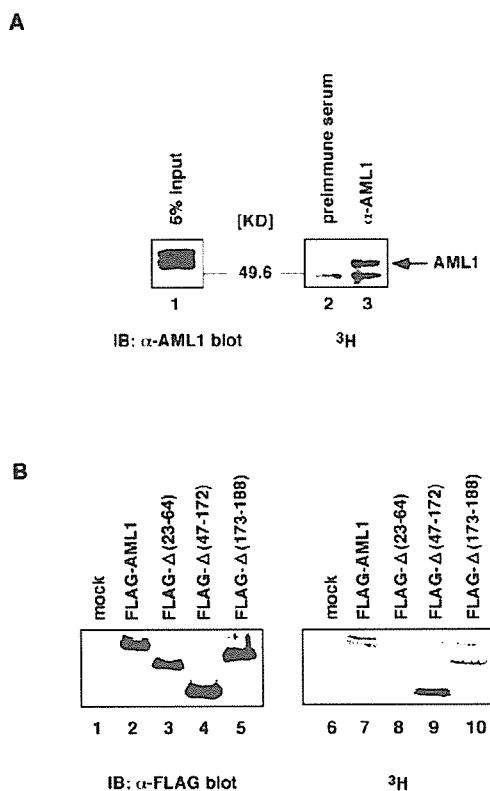 A
5% input
[KD]
preimmune serum
α-AML1
49.6
AML1
1
2
3
IB: α-AML1 blot
³H
B
mock
FLAG-AML1
FLAG-Δ(23-64)
FLAG-Δ(47-172)
FLAG-Δ(173-188)
mock
FLAG-AML1
FLAG-Δ(23-64)
FLAG-Δ(47-172)
FLAG-Δ(173-188)
1 2 3 4 5
6 7 8 9 10
IB: α-FLAG blot
³H